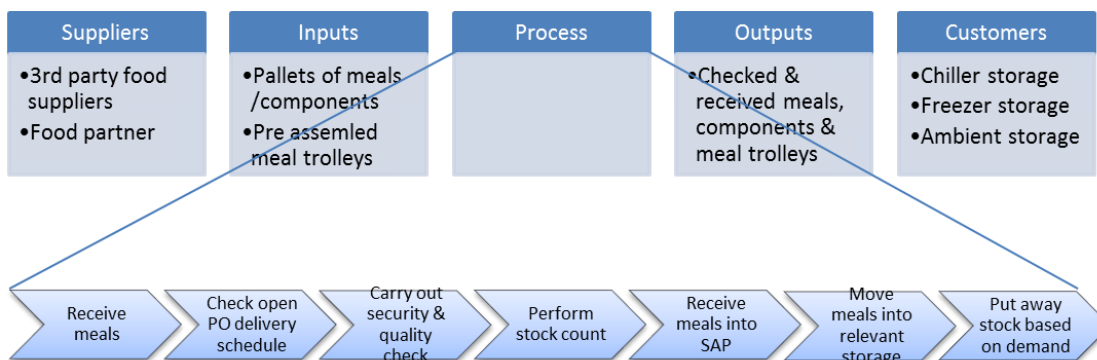 Suppliers
•3rd party food
suppliers
•Food partner
Inputs
•Pallets of meals
/components
•Pre assemled
meal trolleys
Process
Outputs
•Checked &
received meals,
components &
meal trolleys
Customers
•Chiller storage
•Freezer storage
•Ambient storage
Receive
meals
Check open
PO delivery
schedule
Carry out
security &
quality
check
Perform
stock count
Receive
meals into
SAP
Move
meals into
relevant
storage
Put away
stock based
on demand